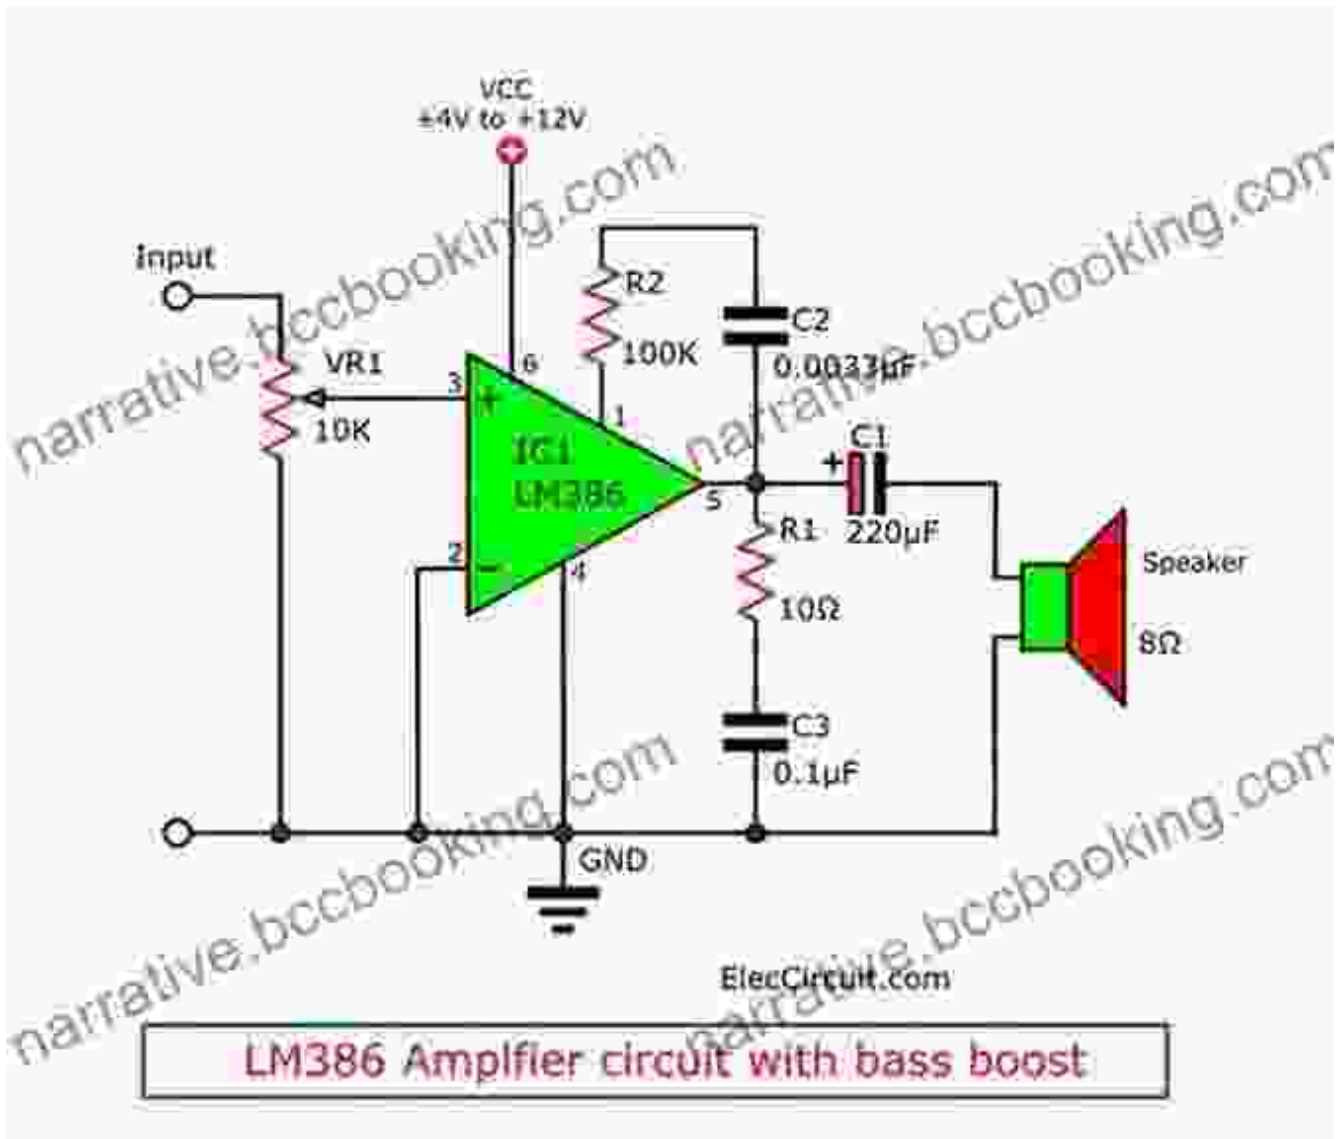 VCC
+4V to +12V
Input
VR1
10K
3
+
6
R2
100K
1
C2
0.0033µF
IC1
LM386
5
+
C1
220µF
2
−
4
R1
10Ω
Speaker
8Ω
C3
0.1µF
GND
ElecCircuit.com
LM386 Amplfier circuit with bass boost
narrative.bccbooking.com
narrative.bccbooking.com
narrative.bccbooking.com
narrative.bccbooking.com